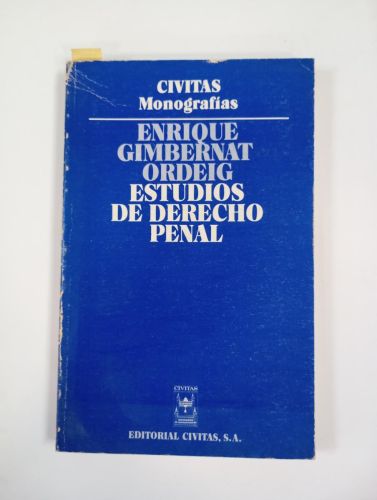 CIVITAS
Monografías
ENRIQUE
GIMBERNAT
ORDEIG
ESTUDIOS
DE DERECHO
PENAL
CIVITAS
EDITORIAL CIVITAS, S.A.